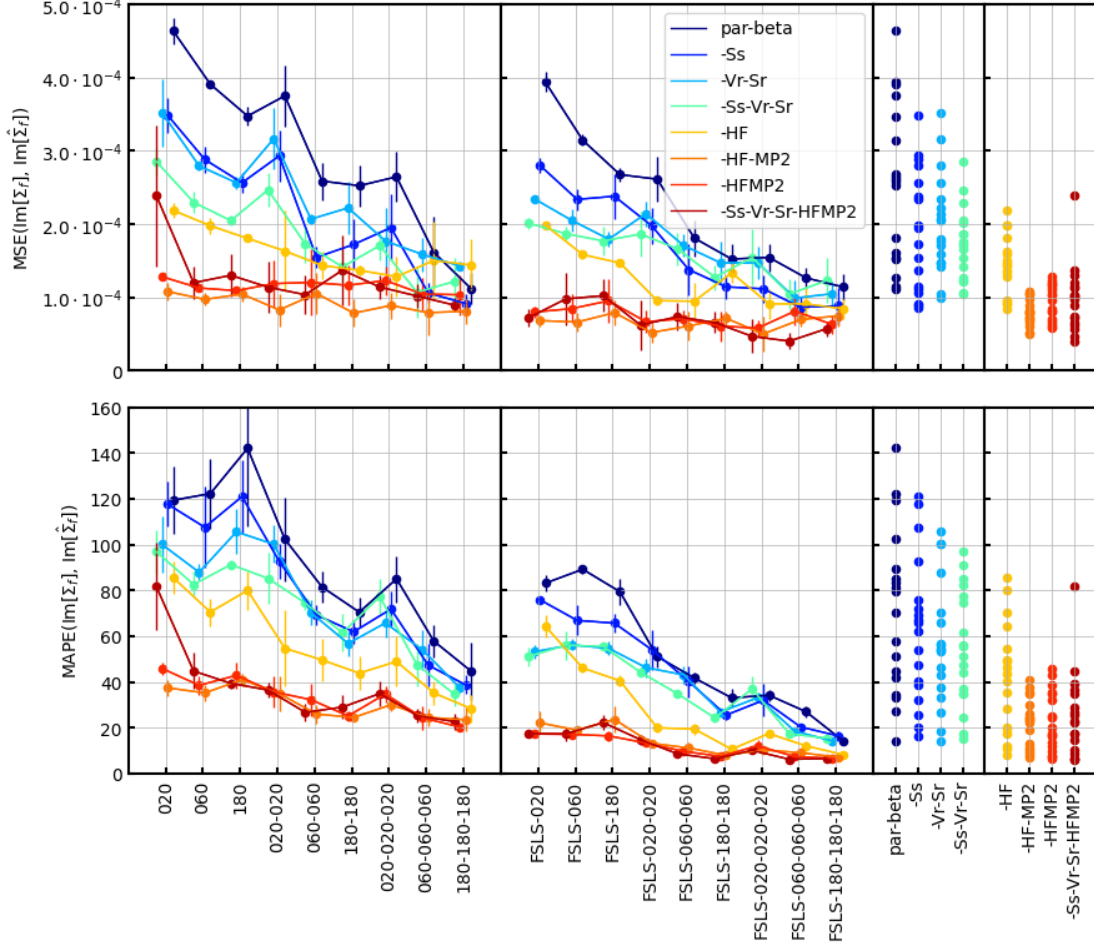 5.0·10⁻⁴
4.0·10⁻⁴
3.0·10⁻⁴
2.0·10⁻⁴
1.0·10⁻⁴
0
MSE(Im[Σ_f], Im[Σ̂_f])
par-beta
-Ss
-Vr-Sr
-Ss-Vr-Sr
-HF
-HF-MP2
-HFMP2
-Ss-Vr-Sr-HFMP2
160
140
120
100
80
60
40
20
0
MAPE(Im[Σ_f], Im[Σ̂_f])
020
060
180
020-020
060-060
180-180
020-020-020
060-060-060
180-180-180
FSLS-020
FSLS-060
FSLS-180
FSLS-020-020
FSLS-060-060
FSLS-180-180
FSLS-020-020-020
FSLS-060-060-060
FSLS-180-180-180
par-beta
-Ss
-Vr-Sr
-Ss-Vr-Sr
-HF
-HF-MP2
-HFMP2
-Ss-Vr-Sr-HFMP2